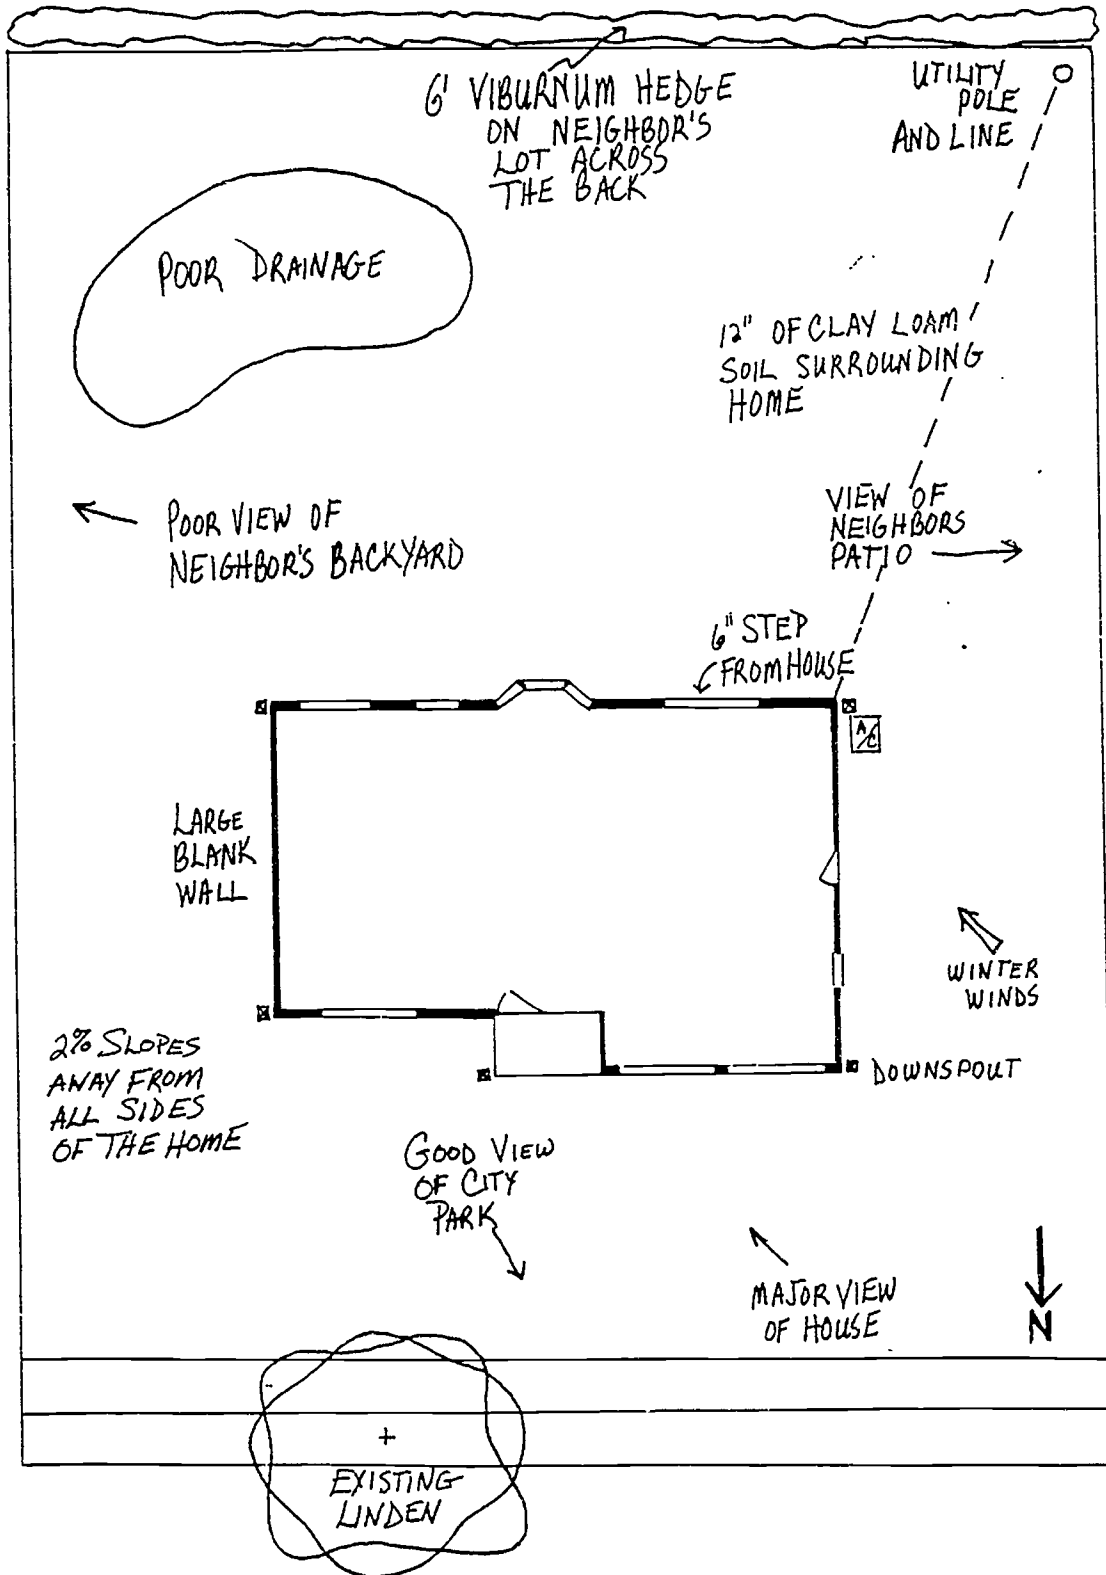 6' VIBURNUM HEDGE
ON NEIGHBOR'S
LOT ACROSS
THE BACK
UTILITY
POLE
AND LINE
POOR DRAINAGE
12" OF CLAY LOAM
SOIL SURROUNDING
HOME
POOR VIEW OF
NEIGHBOR'S BACKYARD
VIEW OF
NEIGHBORS
PATIO
6" STEP
FROM HOUSE
A/C
LARGE
BLANK
WALL
WINTER
WINDS
2% SLOPES
AWAY FROM
ALL SIDES
OF THE HOME
DOWNSPOUT
GOOD VIEW
OF CITY
PARK
MAJOR VIEW
OF HOUSE
N
EXISTING
LINDEN